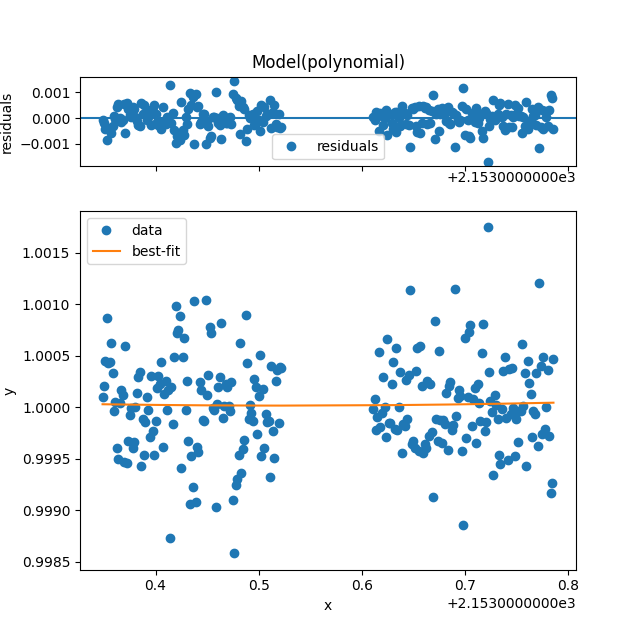 Model(polynomial)
0.001
0.000
−0.001
residuals
residuals
+2.1530000000e3
data
best-fit
1.0015
1.0010
1.0005
1.0000
0.9995
0.9990
0.9985
y
0.4
0.5
0.6
0.7
0.8
x
+2.1530000000e3